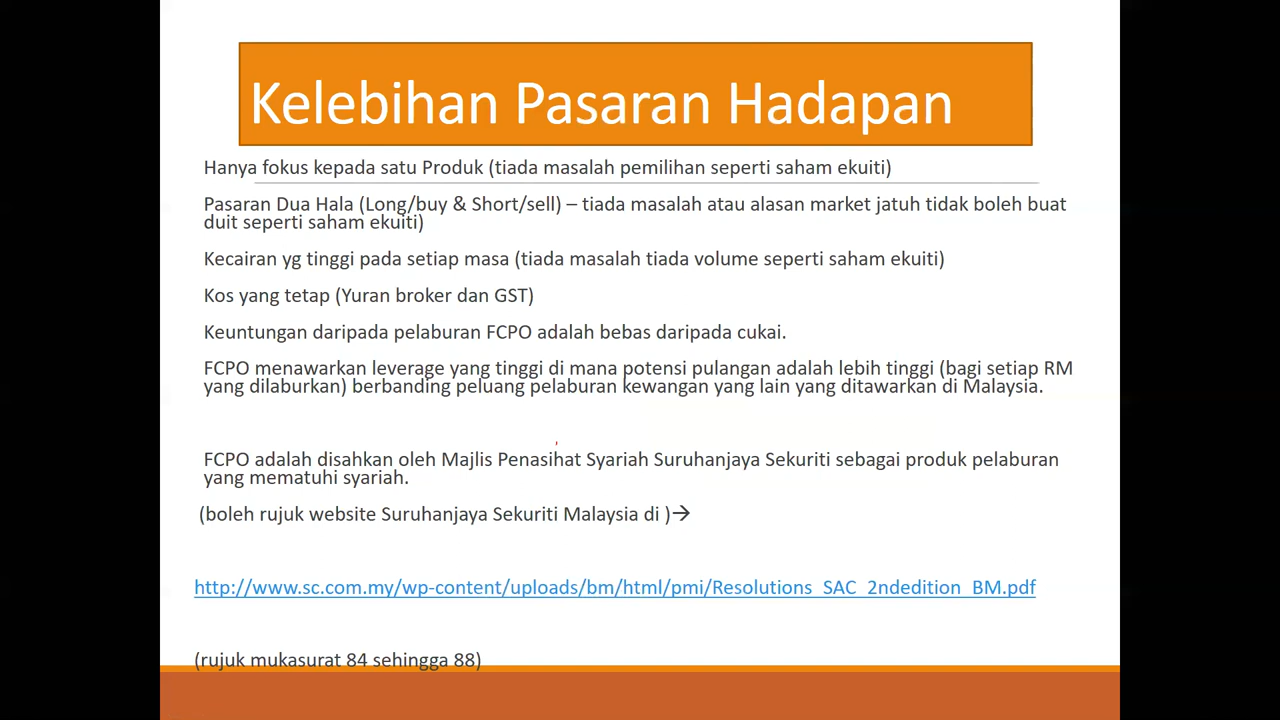 Kelebihan Pasaran Hadapan
Hanya fokus kepada satu Produk (tiada masalah pemilihan seperti saham ekuiti)
Pasaran Dua Hala (Long/buy & Short/sell) – tiada masalah atau alasan market jatuh tidak boleh buat
duit seperti saham ekuiti)
Kecairan yg tinggi pada setiap masa (tiada masalah tiada volume seperti saham ekuiti)
Kos yang tetap (Yuran broker dan GST)
Keuntungan daripada pelaburan FCPO adalah bebas daripada cukai.
FCPO menawarkan leverage yang tinggi di mana potensi pulangan adalah lebih tinggi (bagi setiap RM
yang dilaburkan) berbanding peluang pelaburan kewangan yang lain yang ditawarkan di Malaysia.
FCPO adalah disahkan oleh Majlis Penasihat Syariah Suruhanjaya Sekuriti sebagai produk pelaburan
yang mematuhi syariah.
(boleh rujuk website Suruhanjaya Sekuriti Malaysia di )→
http://www.sc.com.my/wp-content/uploads/bm/html/pmi/Resolutions_SAC_2ndedition_BM.pdf
(rujuk mukasurat 84 sehingga 88)